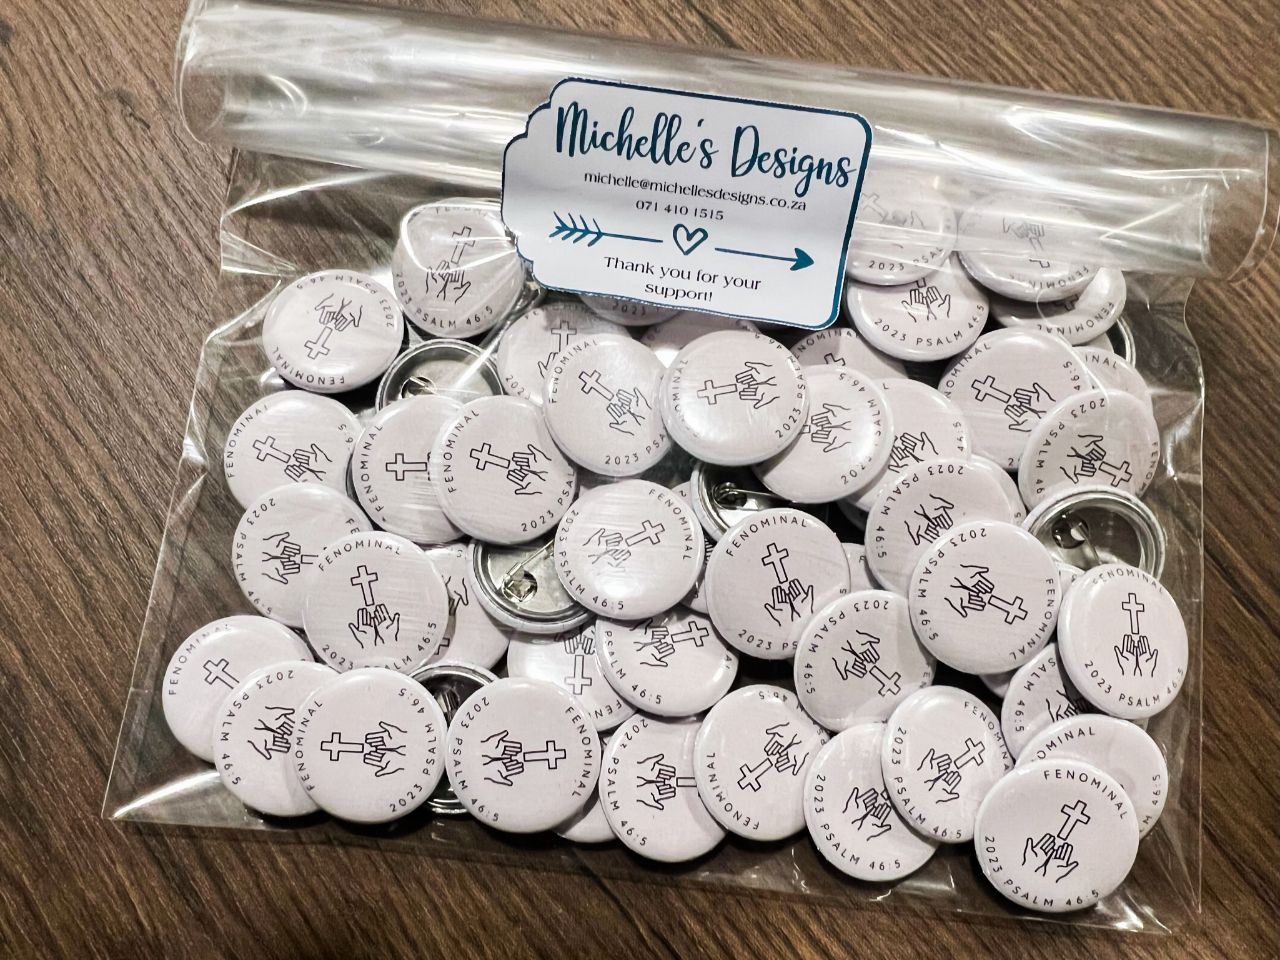 Michelle's Designs
michelle@michellesdesigns.co.za
071 410 1515
Thank you for your
support!
FENOMINAL
2023 PSALM 46:5